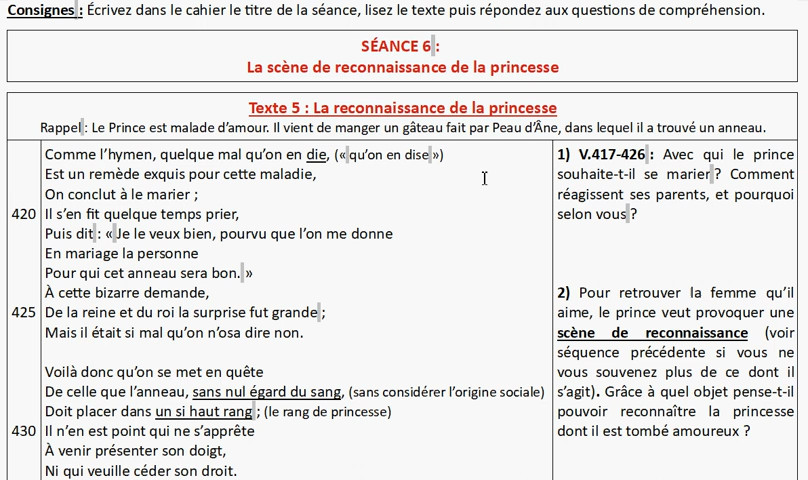 Consignes : Écrivez dans le cahier le titre de la séance, lisez le texte puis répondez aux questions de compréhension.
SÉANCE 6 :
La scène de reconnaissance de la princesse
Texte 5 : La reconnaissance de la princesse
Rappel : Le Prince est malade d'amour. Il vient de manger un gâteau fait par Peau d'Âne, dans lequel il a trouvé un anneau.
Comme l'hymen, quelque mal qu'on en die, (« qu'on en dise »)
Est un remède exquis pour cette maladie,
On conclut à le marier ;
420 Il s'en fit quelque temps prier,
Puis dit : « Je le veux bien, pourvu que l'on me donne
En mariage la personne
Pour qui cet anneau sera bon. »
À cette bizarre demande,
425 De la reine et du roi la surprise fut grande ;
Mais il était si mal qu'on n'osa dire non.
Voilà donc qu'on se met en quête
De celle que l'anneau, sans nul égard du sang, (sans considérer l'origine sociale)
Doit placer dans un si haut rang ; (le rang de princesse)
430 Il n'en est point qui ne s'apprête
À venir présenter son doigt,
Ni qui veuille céder son droit.
1) V.417-426 : Avec qui le prince
souhaite-t-il se marier ? Comment
réagissent ses parents, et pourquoi
selon vous ?
2) Pour retrouver la femme qu'il
aime, le prince veut provoquer une
scène de reconnaissance (voir
séquence précédente si vous ne
vous souvenez plus de ce dont il
s'agit). Grâce à quel objet pense-t-il
pouvoir reconnaître la princesse
dont il est tombé amoureux ?